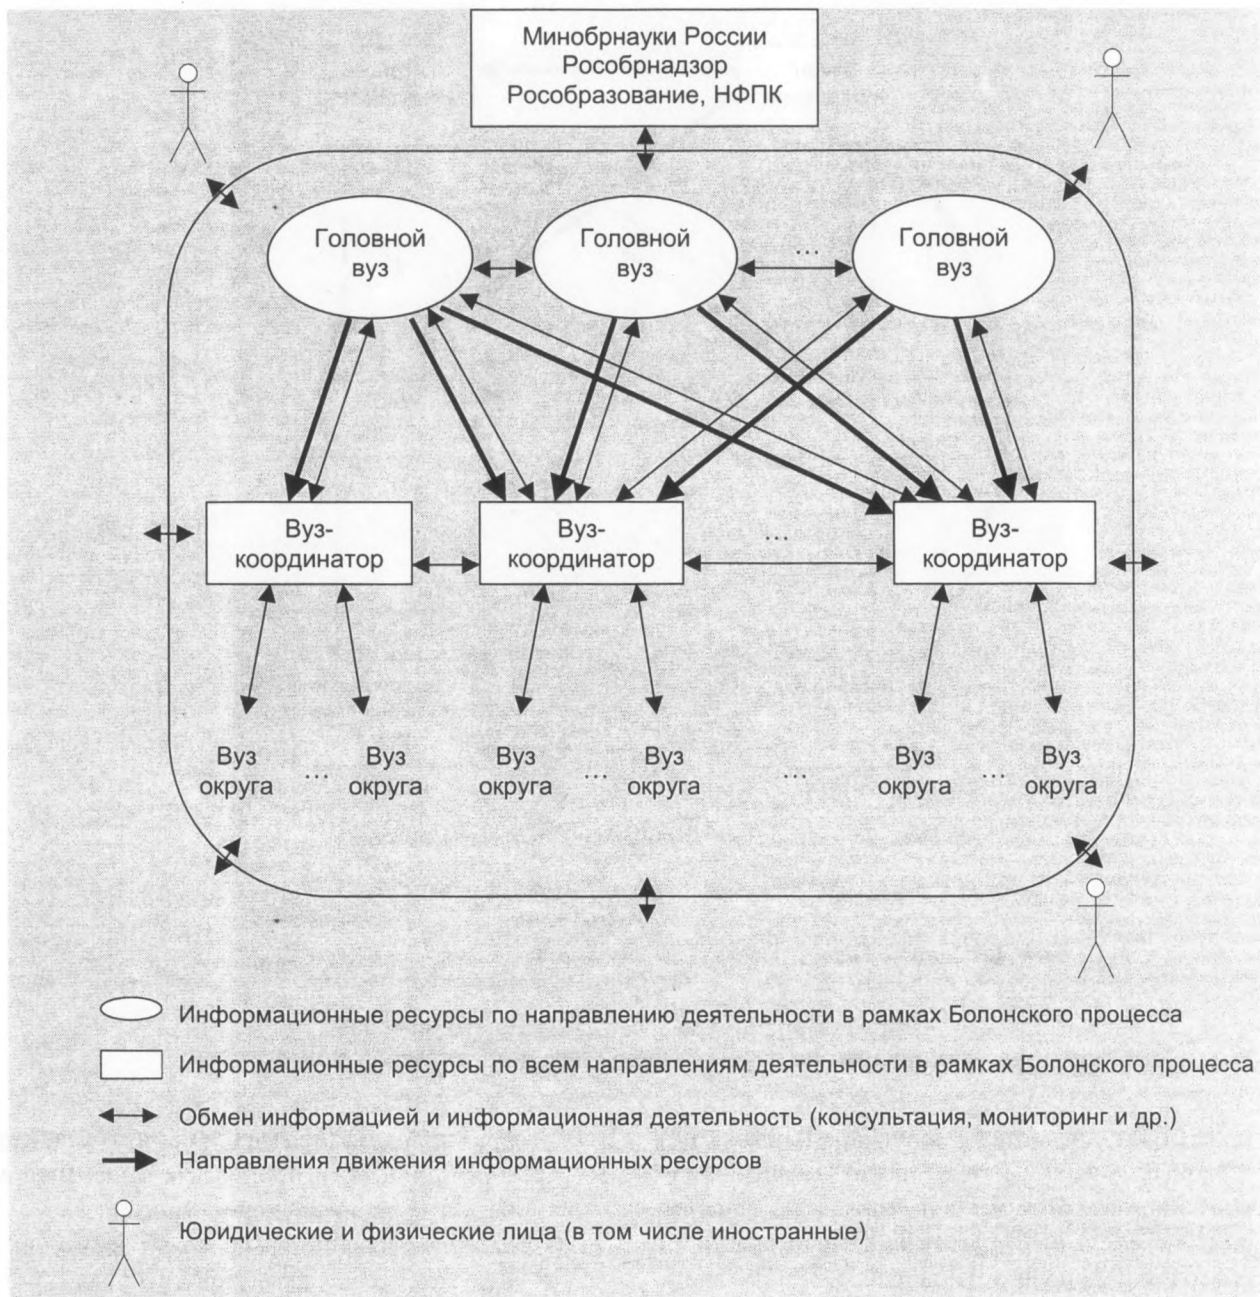 Минобрнауки России
Рособрнадзор
Рособразование, НФПК
Головной
вуз
Головной
вуз
...
Головной
вуз
Вуз-
координатор
Вуз-
координатор
...
Вуз-
координатор
Вуз
округа
...
Вуз
округа
Вуз
округа
...
Вуз
округа
...
Вуз
округа
...
Вуз
округа
Информационные ресурсы по направлению деятельности в рамках Болонского процесса
Информационные ресурсы по всем направлениям деятельности в рамках Болонского процесса
Обмен информацией и информационная деятельность (консультация, мониторинг и др.)
Направления движения информационных ресурсов
Юридические и физические лица (в том числе иностранные)